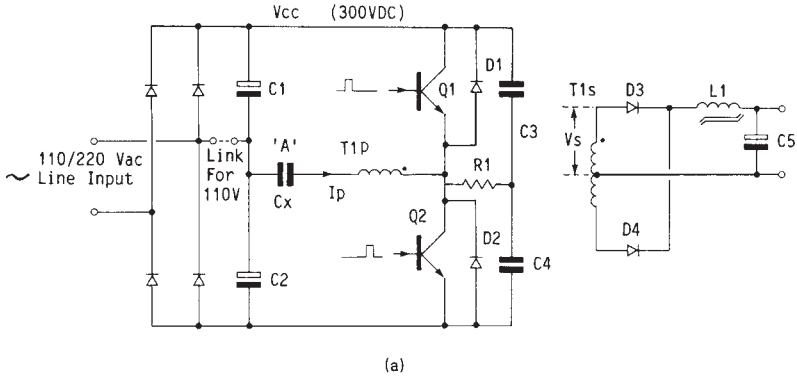 Vcc (300VDC)
C1
Q1
D1
C3
110/220 Vac
Line Input
Link
For
110V
'A'
Cx
Ip
T1P
R1
Q2
D2
C4
C2
T1s
D3
L1
Vs
C5
D4
(a)